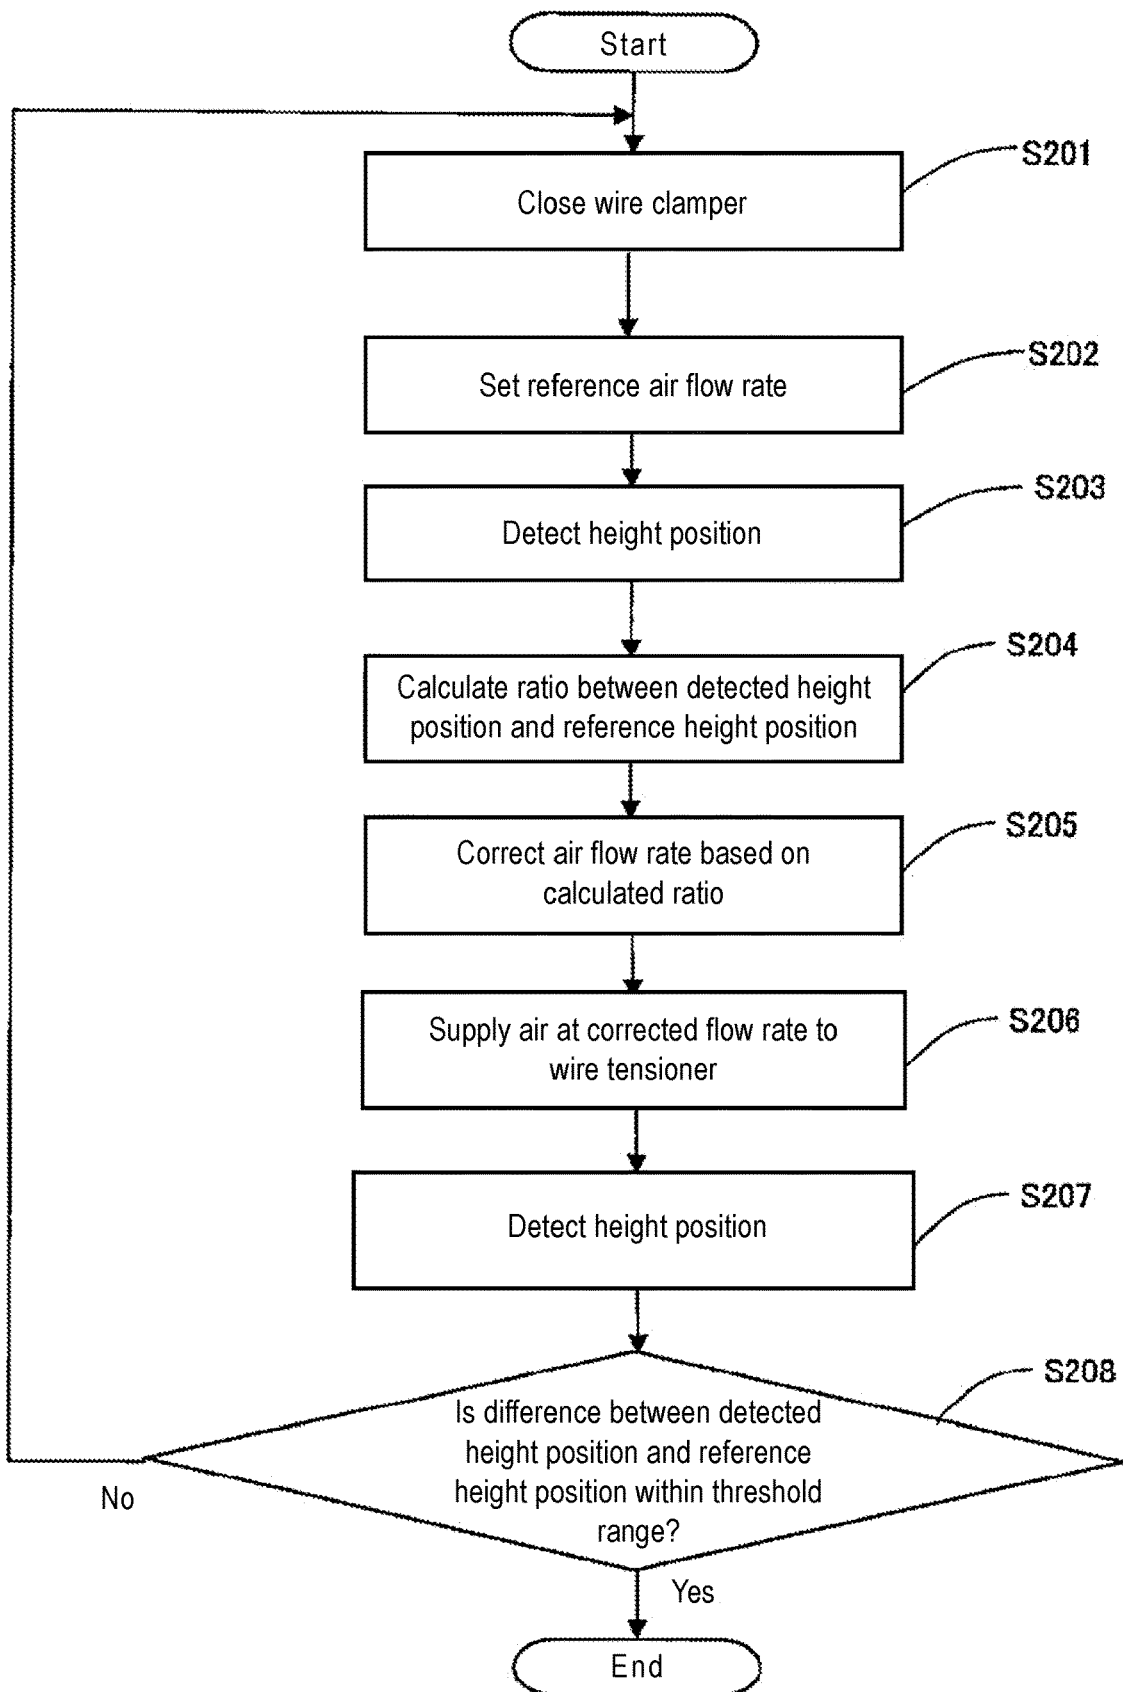 Start
S201
Close wire clamper
S202
Set reference air flow rate
S203
Detect height position
S204
Calculate ratio between detected height
position and reference height position
S205
Correct air flow rate based on
calculated ratio
S206
Supply air at corrected flow rate to
wire tensioner
S207
Detect height position
S208
Is difference between detected
height position and reference
height position within threshold
range?
No
Yes
End